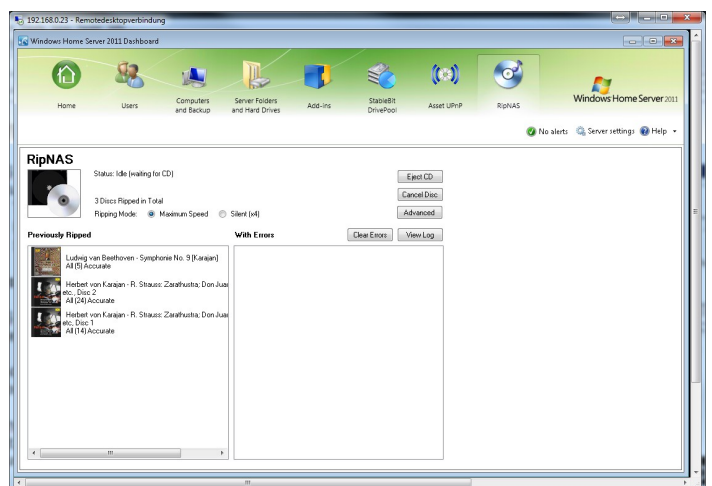 192.168.0.23 - Remotedesktopverbindung
Windows Home Server 2011 Dashboard
Home
Users
Computers
and Backup
Server Folders
and Hard Drives
Add-ins
StableBit
DrivePool
Asset UPnP
RipNAS
Windows Home Server 2011
No alerts
Server settings
Help
RipNAS
Status: Idle (waiting for CD)
Eject CD
3 Discs Ripped in Total
Cancel Disc
Ripping Mode: Maximum Speed Silent (x4)
Advanced
Previously Ripped
With Errors
Clear Errors
View Log
Ludwig van Beethoven - Symphonie No. 9 [Karajan]
All (5) Accurate
Herbert von Karajan - R. Strauss: Zarathustra; Don Juan
etc., Disc 2
All (24) Accurate
Herbert von Karajan - R. Strauss: Zarathustra; Don Juan
etc, Disc 1
All (14) Accurate